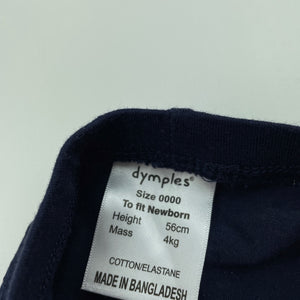 dymples®
Size 0000
To fit Newborn
Height 56cm
Mass 4kg
COTTON/ELASTANE
MADE IN BANGLADESH